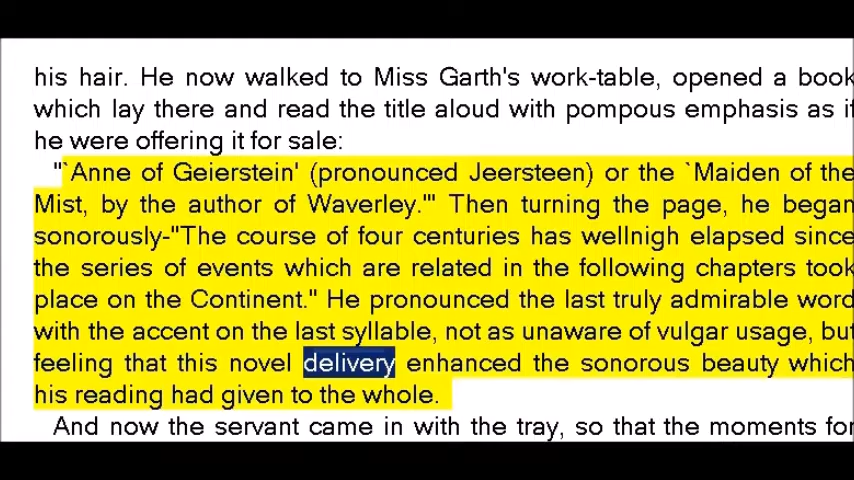 his hair. He now walked to Miss Garth's work-table, opened a book
which lay there and read the title aloud with pompous emphasis as if
he were offering it for sale:
"`Anne of Geierstein' (pronounced Jeersteen) or the `Maiden of the
Mist, by the author of Waverley.'" Then turning the page, he began
sonorously-"The course of four centuries has wellnigh elapsed since
the series of events which are related in the following chapters took
place on the Continent." He pronounced the last truly admirable word
with the accent on the last syllable, not as unaware of vulgar usage, but
feeling that this novel delivery enhanced the sonorous beauty which
his reading had given to the whole.
And now the servant came in with the tray, so that the moments for